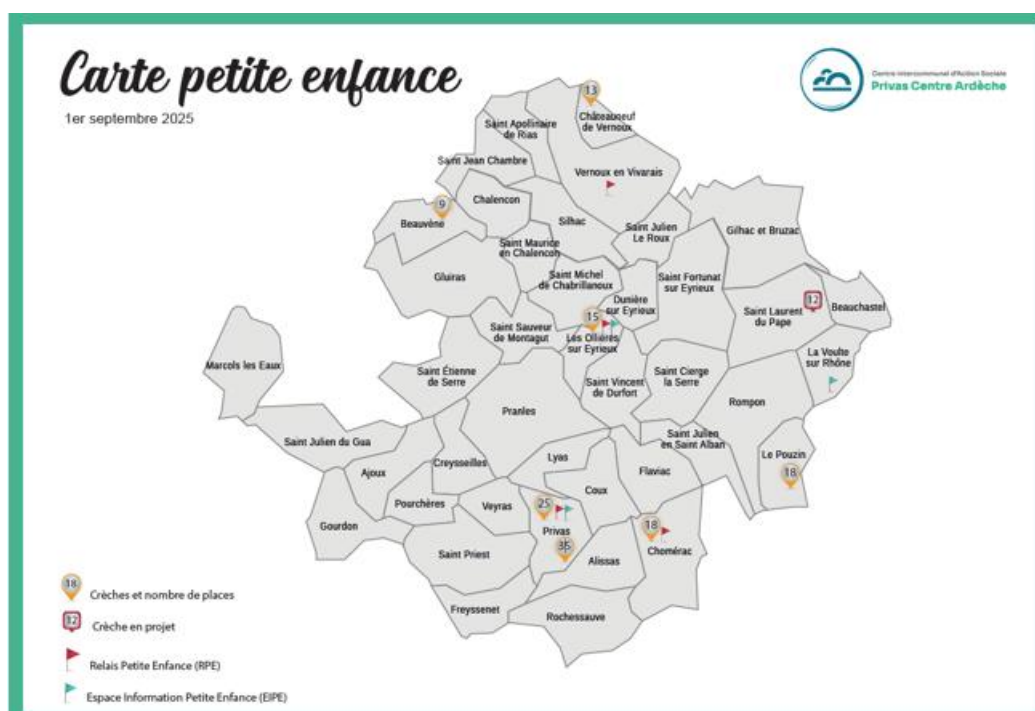 Carte petite enfance
1er septembre 2025
Centre Intercommunal d'Action Sociale
Privas Centre Ardèche
13
Châteauneuf
de Vernoux
Saint Apollinaire
de Rias
Saint Jean Chambre
Vernoux en Vivarais
9
Chalencon
Beauvène
Silhac
Saint Julien
Le Roux
Gilhac et Bruzac
Saint Maurice
en Chalencon
Gluiras
Saint Michel
de Chabrillanoux
Saint Fortunat
sur Eyrieux
Dunière
sur Eyrieux
12
Saint Laurent
du Pape
Beauchastel
15
Saint Sauveur
de Montagut
Les Ollières
sur Eyrieux
La Voulte
sur Rhône
Marcols les Eaux
Saint Étienne
de Serre
Saint Vincent
de Durfort
Saint Cierge
la Serre
Rompon
Pranles
Saint Julien du Gua
Saint Julien
en Saint Alban
Le Pouzin
18
Creysseilles
Lyas
Flaviac
Ajoux
Coux
Pourchères
Veyras
25
Privas
35
18
Chomérac
Gourdon
Saint Priest
Alissas
Freyssenet
Rochessauve
18
Crèches et nombre de places
12
Crèche en projet
Relais Petite Enfance (RPE)
Espace Information Petite Enfance (EIPE)